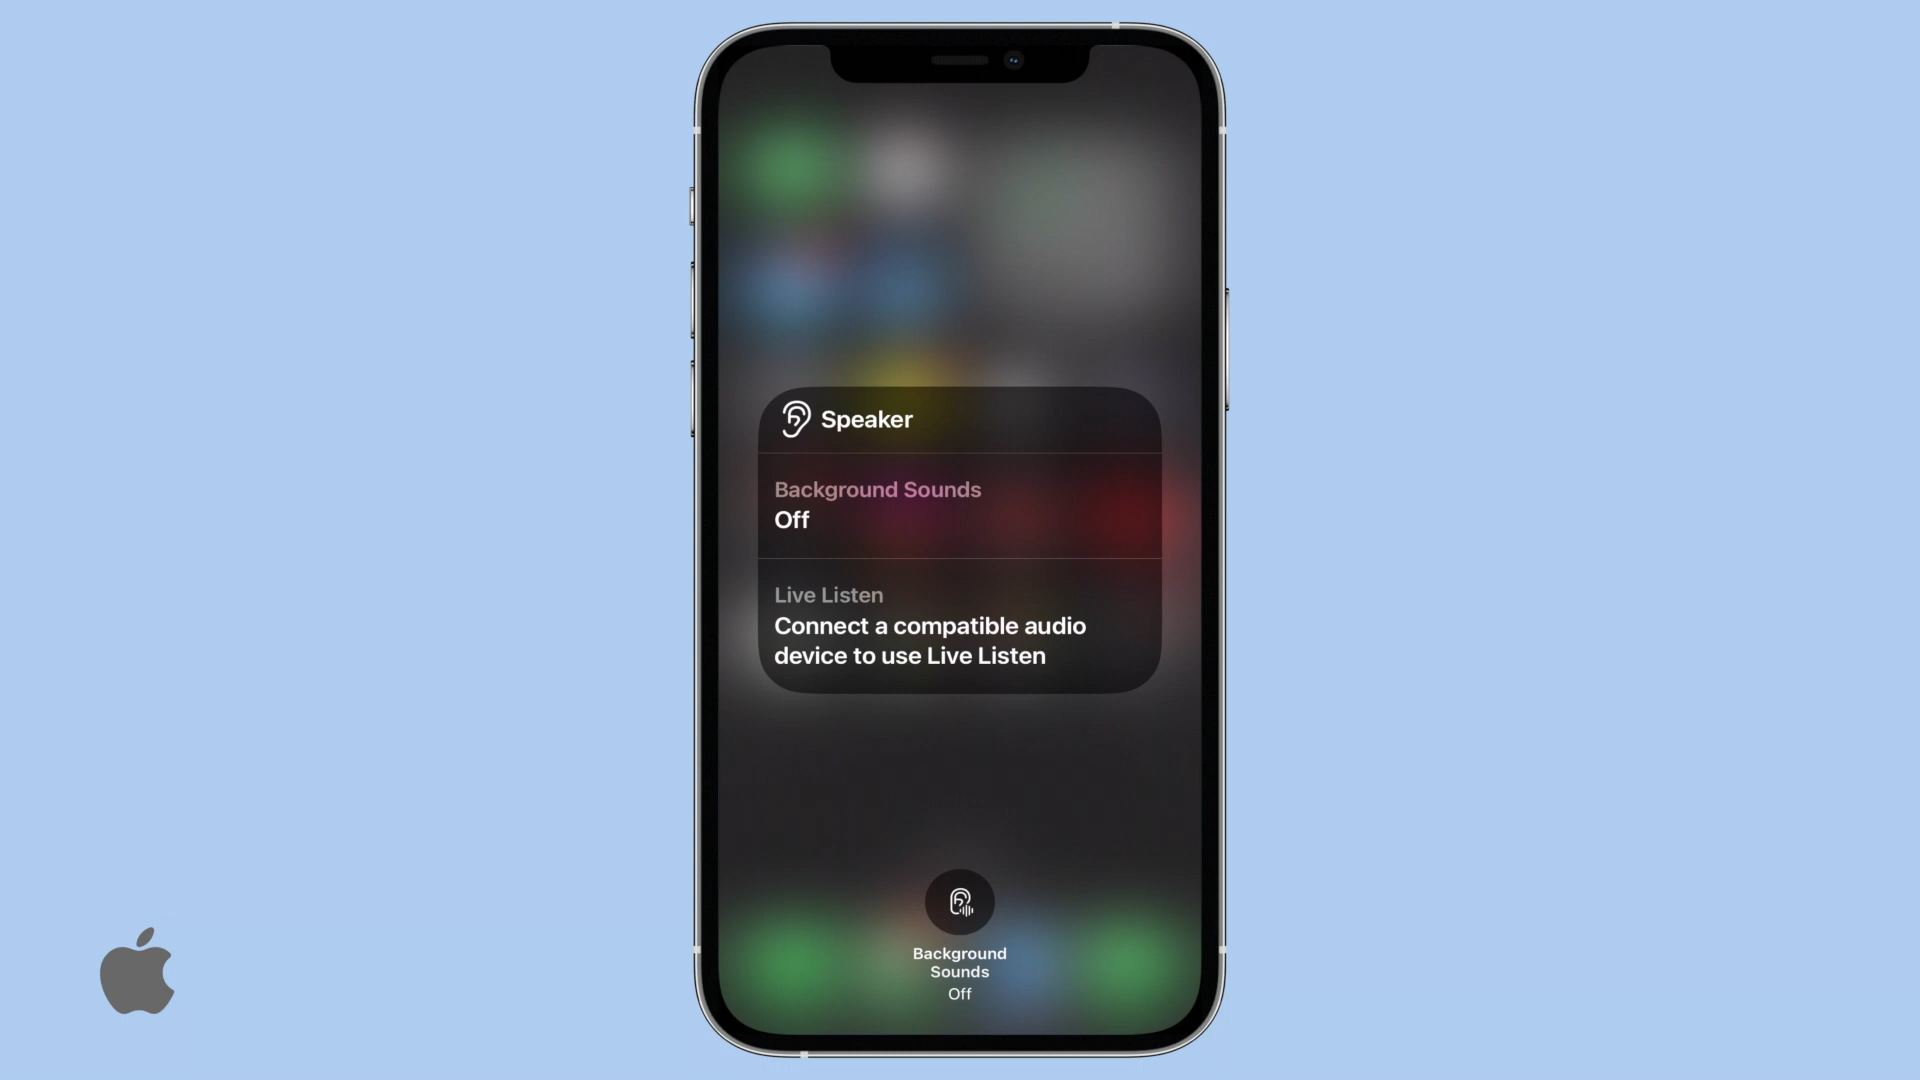 Speaker
Background Sounds
Off
Live Listen
Connect a compatible audio
device to use Live Listen
Background
Sounds
Off